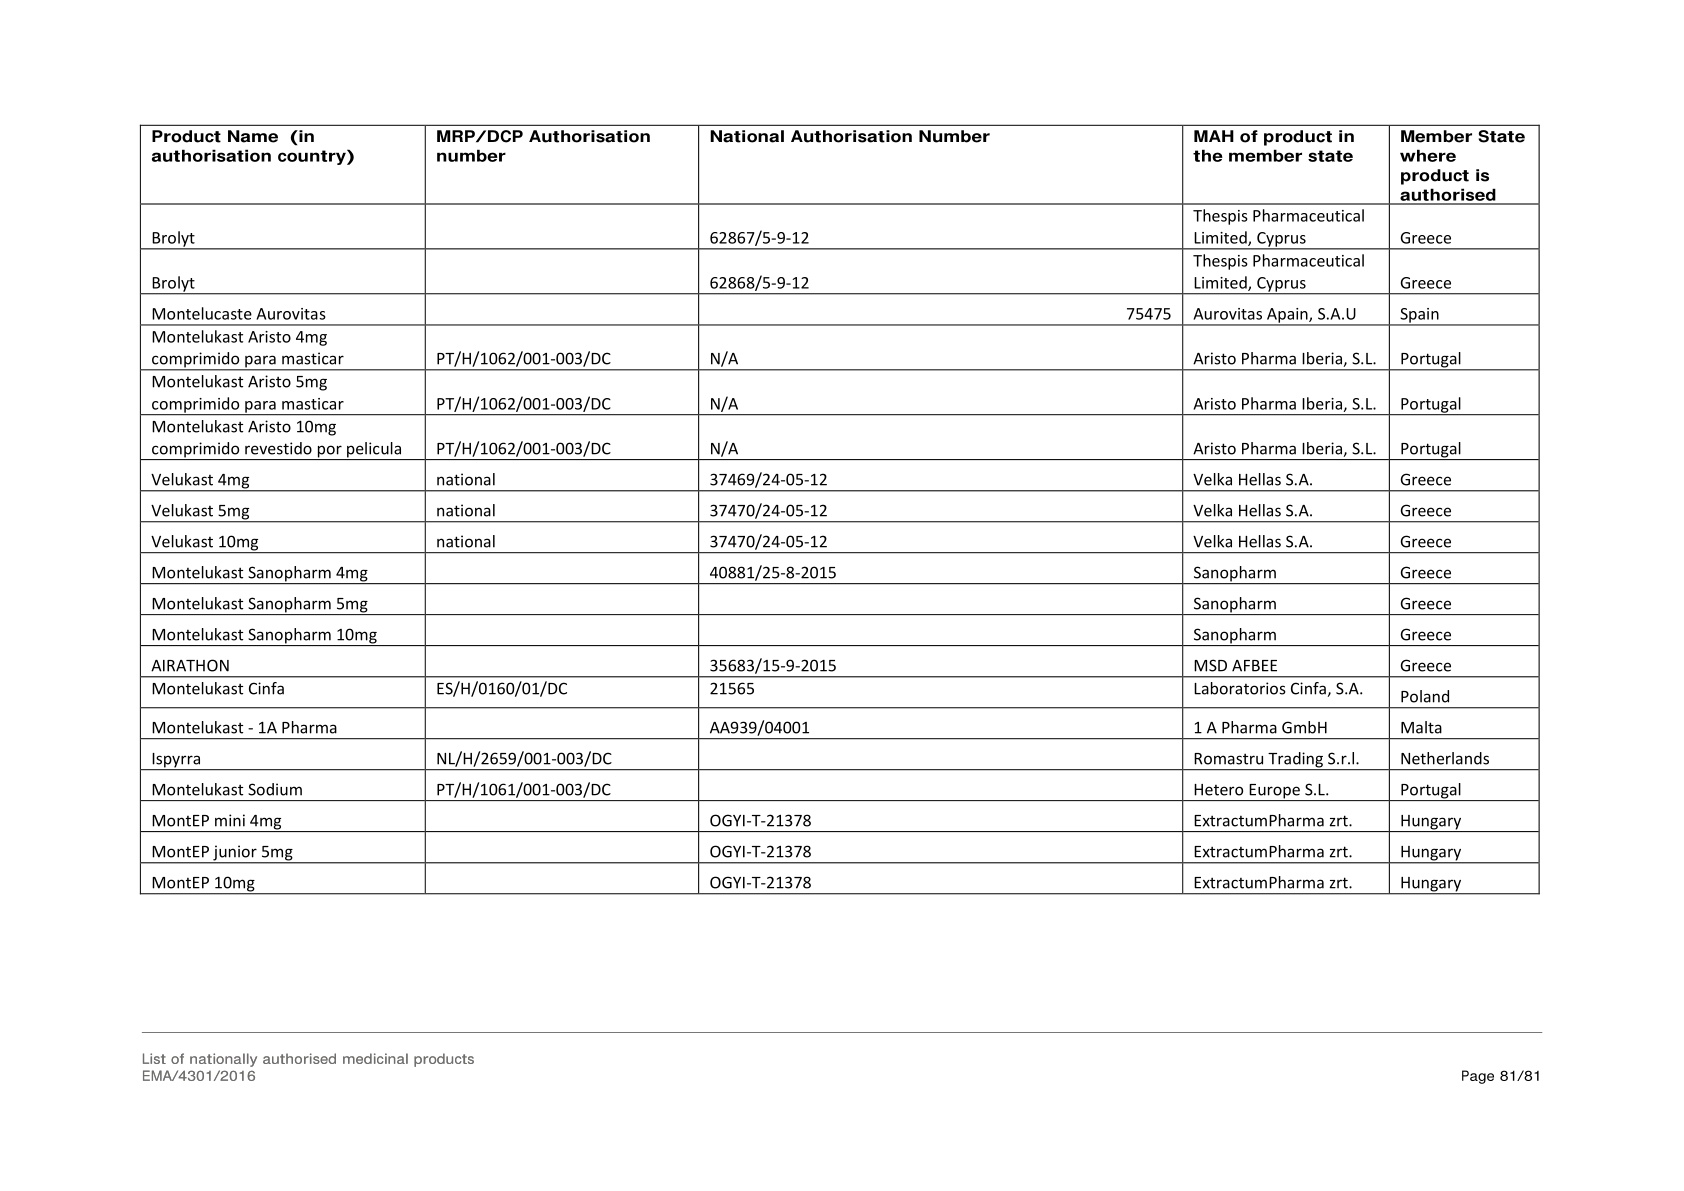 Product Name  (in
authorisation country)
MRP/DCP Authorisation
number
National Authorisation Number
MAH of product in
the member state
Member State
where
product is
authorised
Brolyt
62867/5-9-12
Thespis Pharmaceutical
Limited, Cyprus
Greece
Brolyt
62868/5-9-12
Thespis Pharmaceutical
Limited, Cyprus
Greece
Montelucaste Aurovitas
75475
Aurovitas Apain, S.A.U
Spain
Montelukast Aristo 4mg
comprimido para masticar
PT/H/1062/001-003/DC
N/A
Aristo Pharma Iberia, S.L.
Portugal
Montelukast Aristo 5mg
comprimido para masticar
PT/H/1062/001-003/DC
N/A
Aristo Pharma Iberia, S.L.
Portugal
Montelukast Aristo 10mg
comprimido revestido por pelicula
PT/H/1062/001-003/DC
N/A
Aristo Pharma Iberia, S.L.
Portugal
Velukast 4mg
national
37469/24-05-12
Velka Hellas S.A.
Greece
Velukast 5mg
national
37470/24-05-12
Velka Hellas S.A.
Greece
Velukast 10mg
national
37470/24-05-12
Velka Hellas S.A.
Greece
Montelukast Sanopharm 4mg
40881/25-8-2015
Sanopharm
Greece
Montelukast Sanopharm 5mg
Sanopharm
Greece
Montelukast Sanopharm 10mg
Sanopharm
Greece
AIRATHON
35683/15-9-2015
MSD AFBEE
Greece
Montelukast Cinfa
ES/H/0160/01/DC
21565
Laboratorios Cinfa, S.A.
Poland
Montelukast - 1A Pharma
AA939/04001
1 A Pharma GmbH
Malta
Ispyrra
NL/H/2659/001-003/DC
Romastru Trading S.r.l.
Netherlands
Montelukast Sodium
PT/H/1061/001-003/DC
Hetero Europe S.L.
Portugal
MontEP mini 4mg
OGYI-T-21378
ExtractumPharma zrt.
Hungary
MontEP junior 5mg
OGYI-T-21378
ExtractumPharma zrt.
Hungary
MontEP 10mg
OGYI-T-21378
ExtractumPharma zrt.
Hungary
List of nationally authorised medicinal products
EMA/4301/2016
Page 81/81